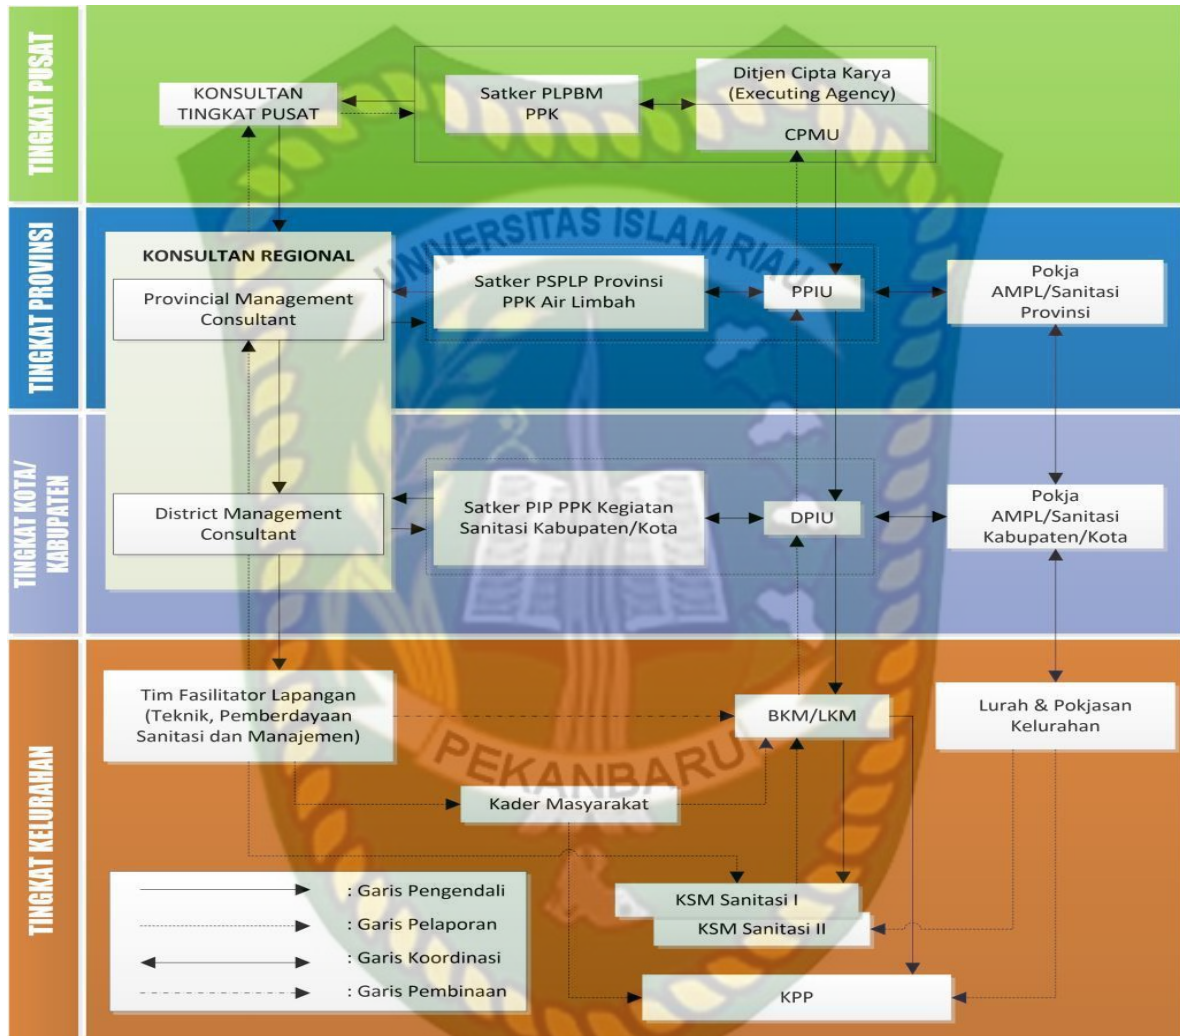 TINGKAT PUSAT
KONSULTAN
TINGKAT PUSAT
Satker PLPBM
PPK
Ditjen Cipta Karya
(Executing Agency)
CPMU
TINGKAT PROVINSI
UNIVERSITAS ISLAM RIAU
KONSULTAN REGIONAL
Provincial Management
Consultant
Satker PSPLP Provinsi
PPK Air Limbah
PPIU
Pokja
AMPL/Sanitasi
Provinsi
TINGKAT KOTA/
KABUPATEN
District Management
Consultant
Satker PIP PPK Kegiatan
Sanitasi Kabupaten/Kota
DPIU
Pokja
AMPL/Sanitasi
Kabupaten/Kota
TINGKAT KELURAHAN
Tim Fasilitator Lapangan
(Teknik, Pemberdayaan
Sanitasi dan Manajemen)
BKM/LKM
Lurah & Pokjasan
Kelurahan
PEKANBARU
Kader Masyarakat
KSM Sanitasi I
KSM Sanitasi II
KPP
: Garis Pengendali
: Garis Pelaporan
: Garis Koordinasi
: Garis Pembinaan